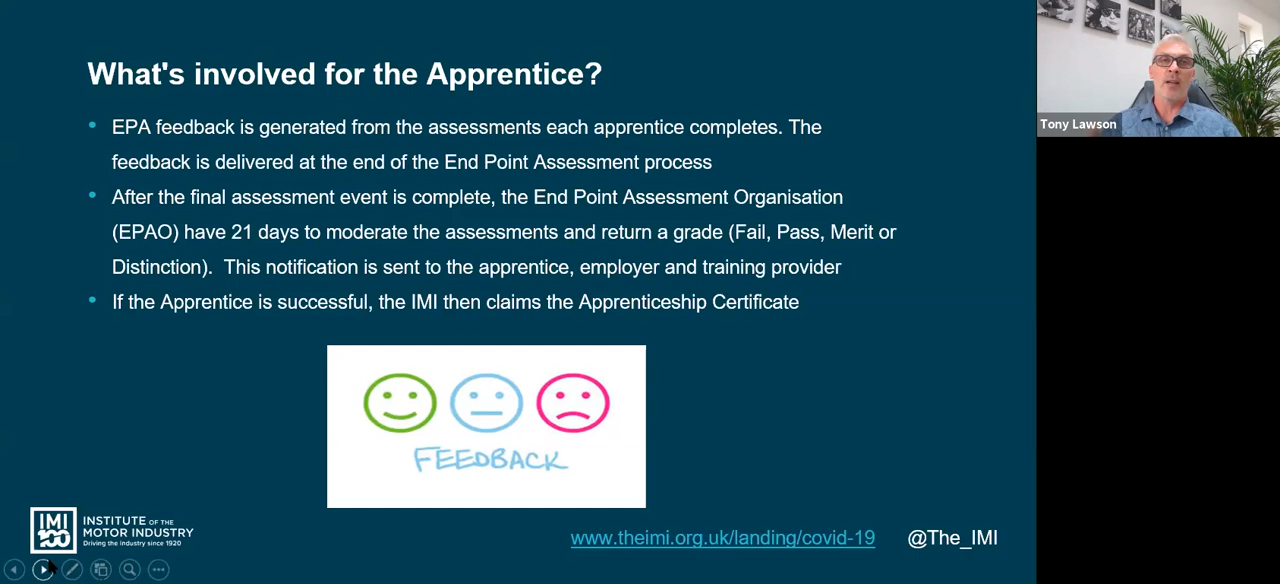 What's involved for the Apprentice?
• EPA feedback is generated from the assessments each apprentice completes. The
feedback is delivered at the end of the End Point Assessment process
• After the final assessment event is complete, the End Point Assessment Organisation
(EPAO) have 21 days to moderate the assessments and return a grade (Fail, Pass, Merit or
Distinction). This notification is sent to the apprentice, employer and training provider
• If the Apprentice is successful, the IMI then claims the Apprenticeship Certificate
FEEDBACK
IMI
100
INSTITUTE OF THE
MOTOR INDUSTRY
Driving the industry since 1920
www.theimi.org.uk/landing/covid-19
@The_IMI
Tony Lawson